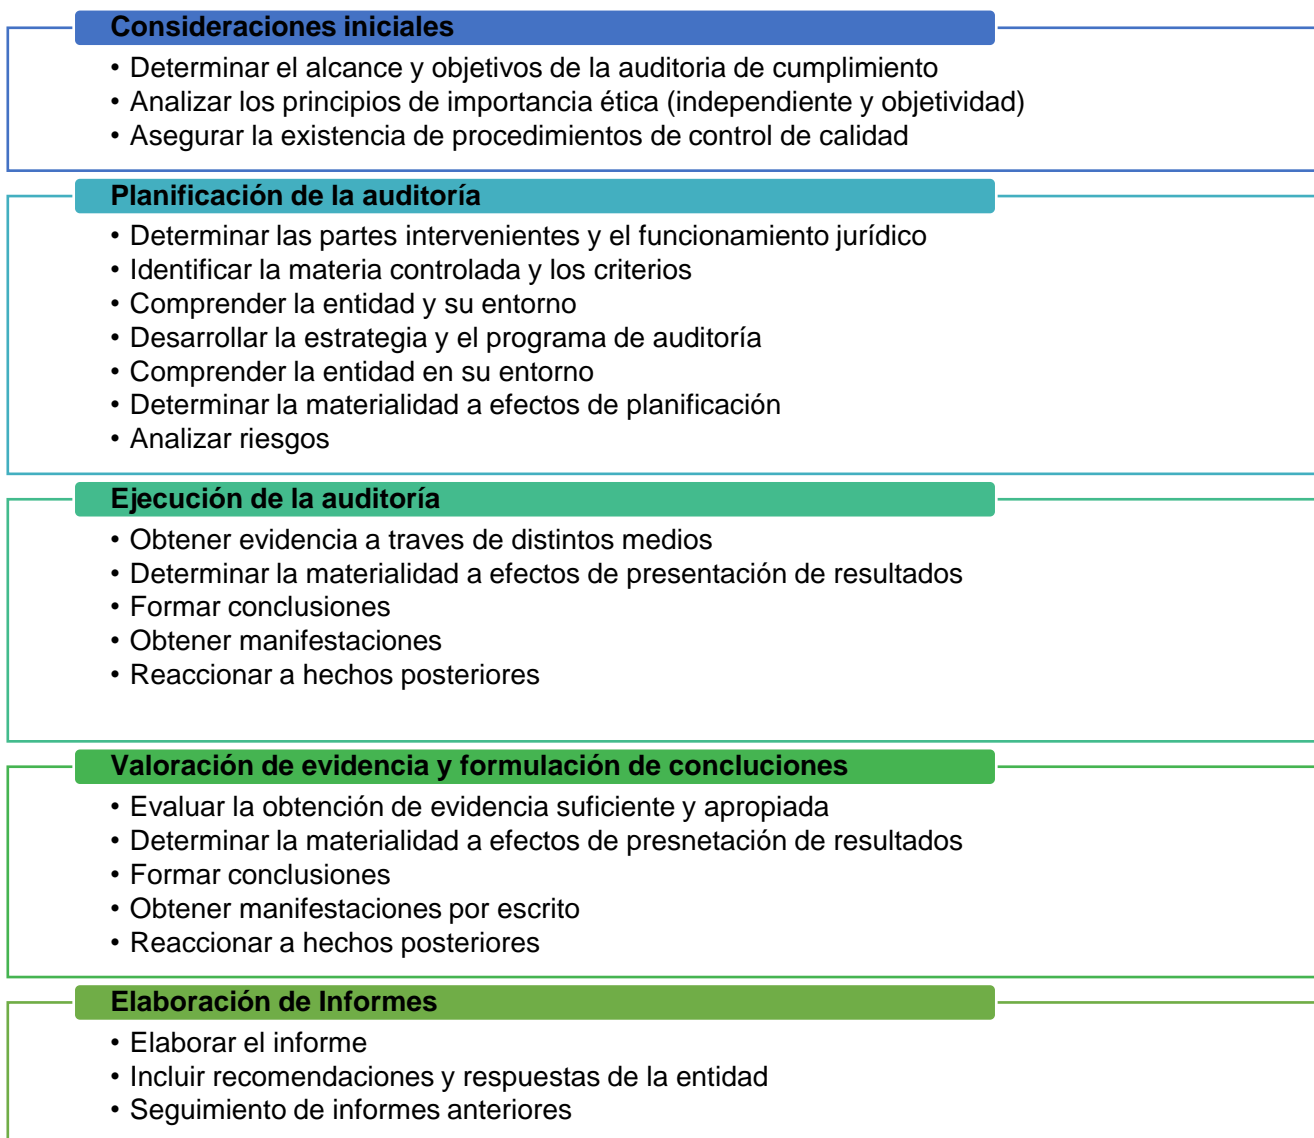 Consideraciones iniciales
• Determinar el alcance y objetivos de la auditoria de cumplimiento
• Analizar los principios de importancia ética (independiente y objetividad)
• Asegurar la existencia de procedimientos de control de calidad
Planificación de la auditoría
• Determinar las partes intervenientes y el funcionamiento jurídico
• Identificar la materia controlada y los criterios
• Comprender la entidad y su entorno
• Desarrollar la estrategia y el programa de auditoría
• Comprender la entidad en su entorno
• Determinar la materialidad a efectos de planificación
• Analizar riesgos
Ejecución de la auditoría
• Obtener evidencia a traves de distintos medios
• Determinar la materialidad a efectos de presentación de resultados
• Formar conclusiones
• Obtener manifestaciones
• Reaccionar a hechos posteriores
Valoración de evidencia y formulación de concluciones
• Evaluar la obtención de evidencia suficiente y apropiada
• Determinar la materialidad a efectos de presnetación de resultados
• Formar conclusiones
• Obtener manifestaciones por escrito
• Reaccionar a hechos posteriores
Elaboración de Informes
• Elaborar el informe
• Incluir recomendaciones y respuestas de la entidad
• Seguimiento de informes anteriores